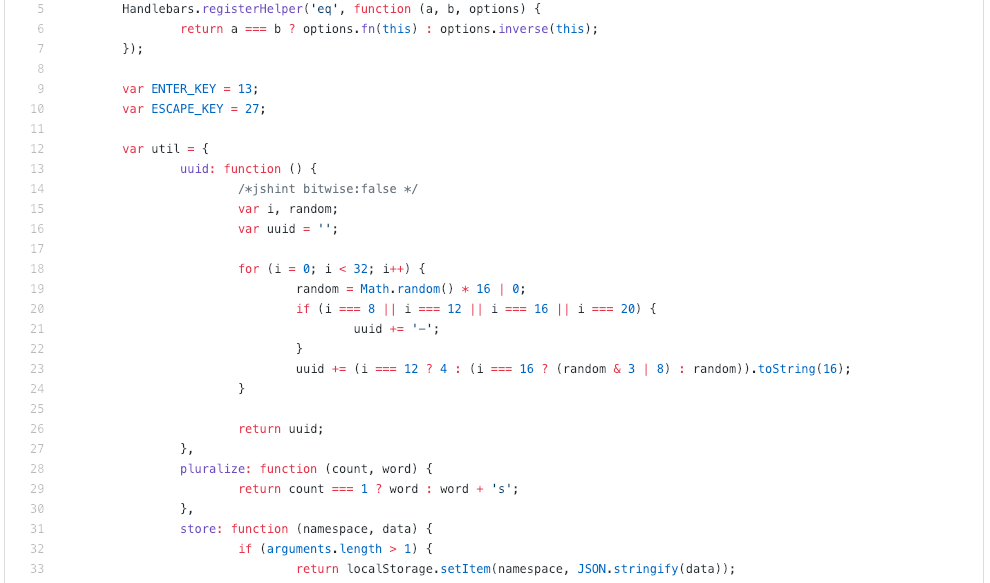 5 Handlebars.registerHelper('eq', function (a, b, options) {
6 return a === b ? options.fn(this) : options.inverse(this);
7 });
8
9 var ENTER_KEY = 13;
10 var ESCAPE_KEY = 27;
11
12 var util = {
13 uuid: function () {
14 /*jshint bitwise:false */
15 var i, random;
16 var uuid = '';
17
18 for (i = 0; i < 32; i++) {
19 random = Math.random() * 16 | 0;
20 if (i === 8 || i === 12 || i === 16 || i === 20) {
21 uuid += '-';
22 }
23 uuid += (i === 12 ? 4 : (i === 16 ? (random & 3 | 8) : random)).toString(16);
24 }
25
26 return uuid;
27 },
28 pluralize: function (count, word) {
29 return count === 1 ? word : word + 's';
30 },
31 store: function (namespace, data) {
32 if (arguments.length > 1) {
33 return localStorage.setItem(namespace, JSON.stringify(data));